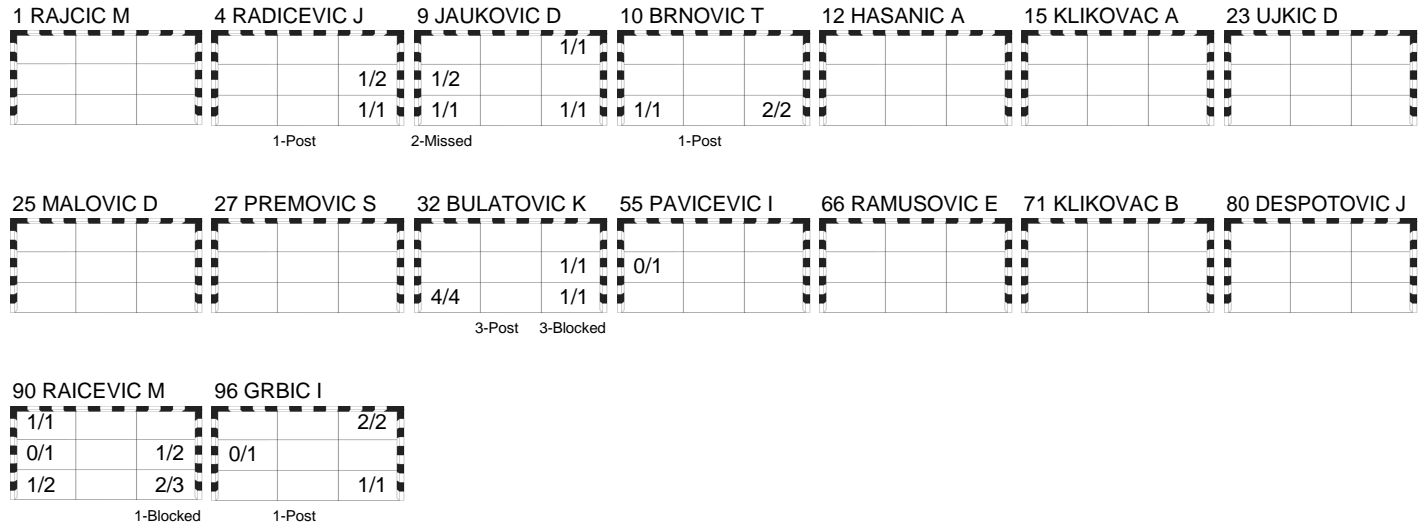 1 RAJCIC M 4 RADICEVIC J 9 JAUKOVIC D 10 BRNOVIC T 12 HASANIC A 15 KLIKOVAC A 23 UJKIC D
1/1
1/2 1/2
1/1 1/1 1/1 1/1 2/2
1-Post 2-Missed 1-Post
25 MALOVIC D 27 PREMOVIC S 32 BULATOVIC K 55 PAVICEVIC I 66 RAMUSOVIC E 71 KLIKOVAC B 80 DESPOTOVIC J
1/1 0/1
4/4 1/1
3-Post 3-Blocked
90 RAICEVIC M 96 GRBIC I
1/1 2/2
0/1 1/2 0/1
1/2 2/3 1/1
1-Blocked 1-Post